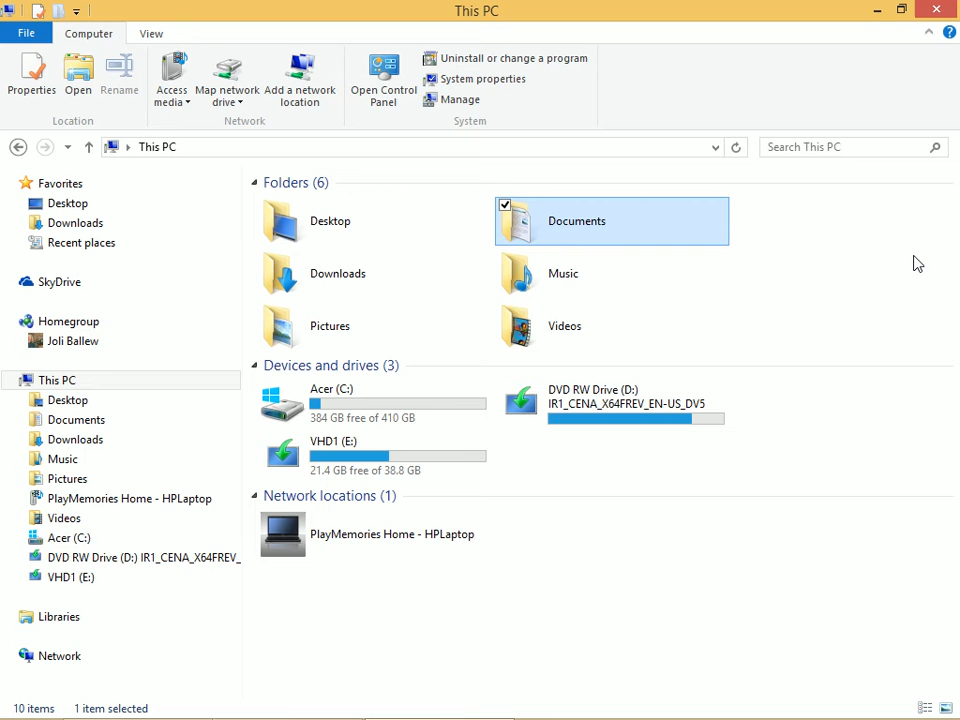 This PC
File
Computer
View
Properties
Open
Rename
Access
media
Map network
drive
Add a network
location
Open Control
Panel
Uninstall or change a program
System properties
Manage
Location
Network
System
This PC
Search This PC
Favorites
Desktop
Downloads
Recent places
SkyDrive
Homegroup
Joli Ballew
This PC
Desktop
Documents
Downloads
Music
Pictures
PlayMemories Home - HPLaptop
Videos
Acer (C:)
DVD RW Drive (D:) IR1_CENA_X64FREV_
VHD1 (E:)
Libraries
Network
Folders (6)
Desktop
Documents
Downloads
Music
Pictures
Videos
Devices and drives (3)
Acer (C:)
384 GB free of 410 GB
DVD RW Drive (D:)
IR1_CENA_X64FREV_EN-US_DV5
VHD1 (E:)
21.4 GB free of 38.8 GB
Network locations (1)
PlayMemories Home - HPLaptop
10 items
1 item selected